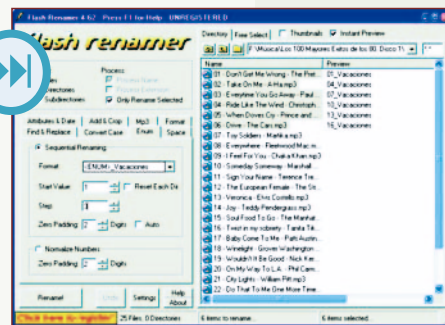 Flash Renamer 4.62 Press F1 for Help UNREGISTERED
flash renamer
Process:
Directories
Subdirectories
Process Name
Process Extension
Only Rename Selected
Attributes & Date Add & Crop Mp3 Format
Find & Replace Convert Case Enum Space
Sequential Renaming
Format: <ENUM>_Vacaciones
Start Value: 1 Reset Each Dir
Step:
Zero Padding: 2 Digits Auto
Normalize Numbers
Zero Padding: 2 Digits
Rename! Undo Settings Help
About
Click here to register! 25 Files. 0 Directories
Directory Free Select Thumbnails Instant Preview
F:\Musica\Los 100 Mayores Exitos de los 80. Disco 1\ *.*
Name Preview
01 - Don't Get Me Wrong - The Pret... 01_Vacaciones
02 - Take On Me - A-Ha.mp3 04_Vacaciones
03 - Everytime You Go Away - Paul... 07_Vacaciones
04 - Ride Like The Wind - Christoph... 10_Vacaciones
05 - When Doves Cry - Prince and ... 13_Vacaciones
06 - Drive - The Cars.mp3 16_Vacaciones
07 - Toy Soldiers - Martika.mp3
08 - Everywhere - Fleetwood Mac.m...
09 - I Feel For You - Chaka Khan.mp3
10 - Someday Someway - Marshall...
11 - Sign Your Name - Terence Tre...
12 - The European Female - The Str...
13 - Veronica - Elvis Costello.mp3
14 - Joy - Teddy Pendergrass.mp3
15 - Soul Food To Go - The Manhat...
16 - Twist in my sobriety - Tanita Tik...
17 - Baby Come To Me - Patti Austin...
18 - Winelight - Grover Washington...
19 - Wouldn't It Be Good - Nick Ker...
20 - On My Way To L.A. - Phil Carm...
21 - City Lights - William Pitt.mp3
22 - Do That To Me One More Time...
6 items to rename... 6 items selected...